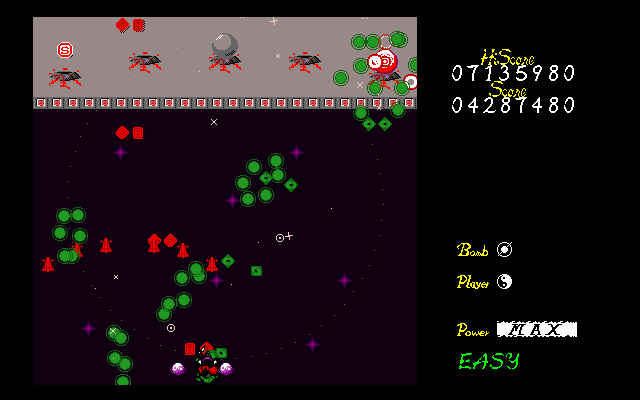 HiScore
07135980
Score
04287480
S
Bomb
Player
Power MAX
EASY